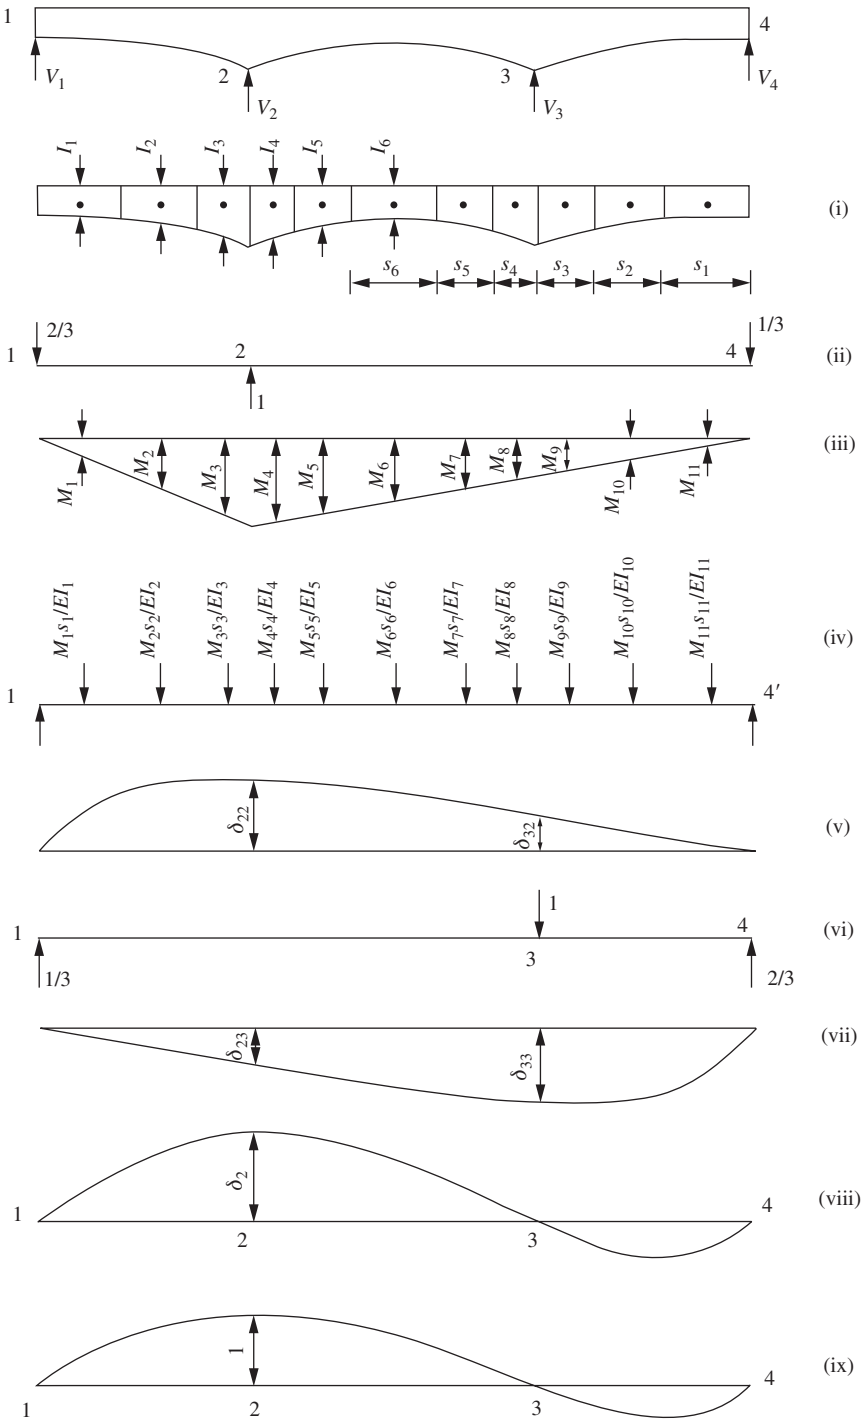 1
4
V₁
2
3
V₄
V₂
V₃
I₁ I₂ I₃ I₄ I₅ I₆
(i)
s₆ s₅ s₄ s₃ s₂ s₁
2/3
1/3
1 2 4 (ii)
1
(iii)
M₁ M₂ M₃ M₄ M₅ M₆ M₇ M₈ M₉ M₁₀ M₁₁
M₁s₁/EI₁ M₂s₂/EI₂ M₃s₃/EI₃ M₄s₄/EI₄ M₅s₅/EI₅ M₆s₆/EI₆ M₇s₇/EI₇ M₈s₈/EI₈ M₉s₉/EI₉ M₁₀s₁₀/EI₁₀ M₁₁s₁₁/EI₁₁
(iv)
1 4′
δ₂₂ δ₃₂ (v)
1
1 4 (vi)
3
1/3 2/3
δ₂₃ δ₃₃ (vii)
δ₂ (viii)
1 4
2 3
1 (ix)
4
1 2 3